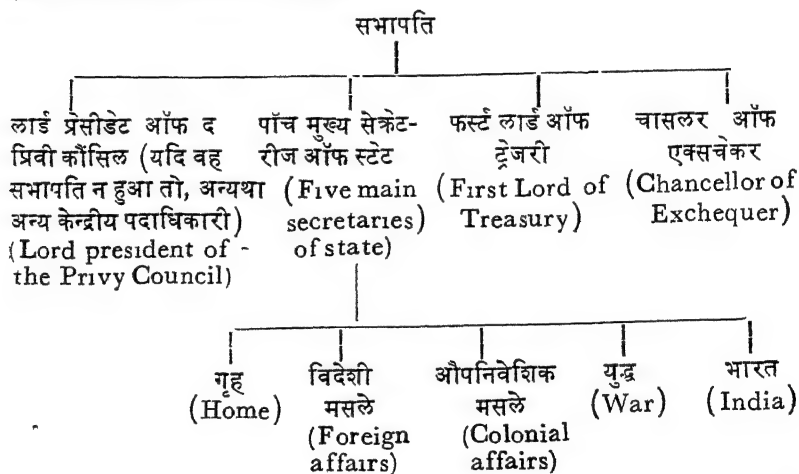 सभापति
लार्ड प्रेसीडेट ऑफ द
प्रिवी कौंसिल (यदि वह
सभापति न हुआ तो, अन्यथा
अन्य केन्द्रीय पदाधिकारी)
(Lord president of -
the Privy Council)
पॉच मुख्य सेक्रेट-
रीज ऑफ स्टेट
(Five main
secretaries)
of state)
फर्स्ट लार्ड ऑफ
ट्रेजरी
(First Lord of
Treasury)
चासलर ऑफ
एक्सचेकर
(Chancellor of
Exchequer)
गृह
(Home)
विदेशी
मसले
(Foreign
affairs)
औपनिवेशिक
मसले
(Colonial
affairs)
युद्ध
(War)
भारत
(India)